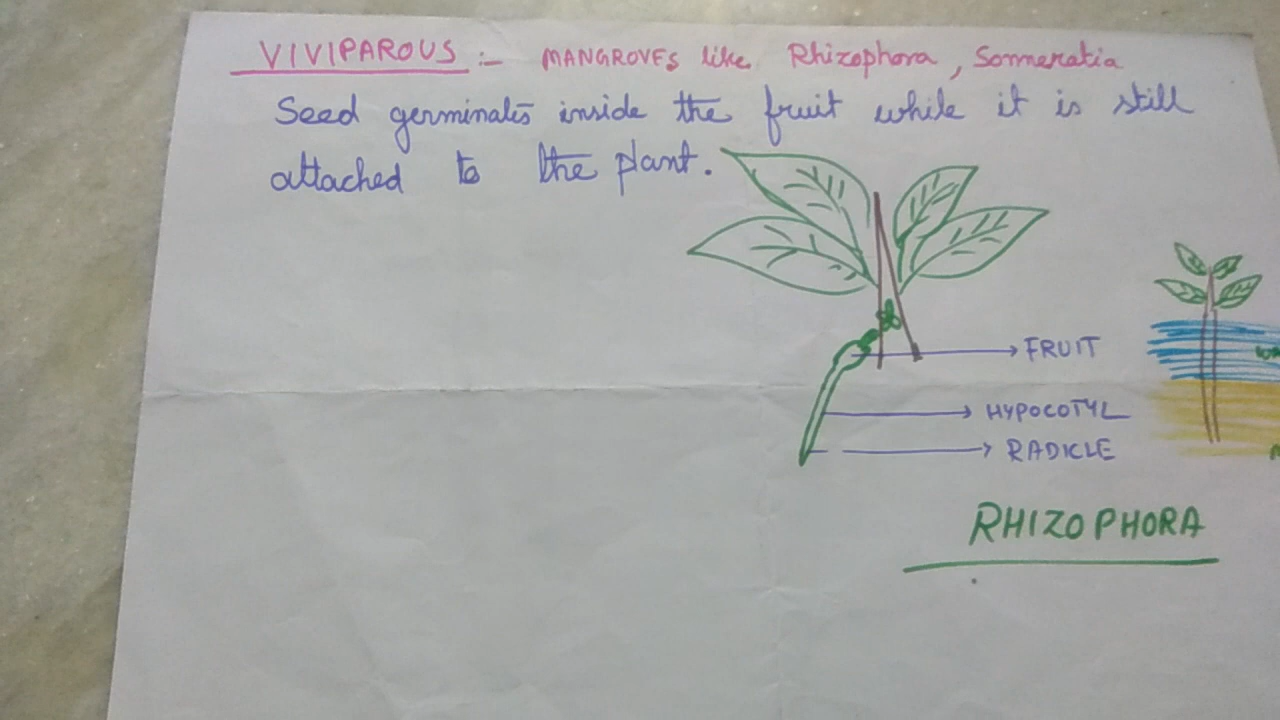 VIVIPAROUS :- MANGROVES like Rhizophora, Sonneratia
Seed germinates inside the fruit while it is still
attached to the plant.
FRUIT
HYPOCOTYL
RADICLE
RHIZOPHORA